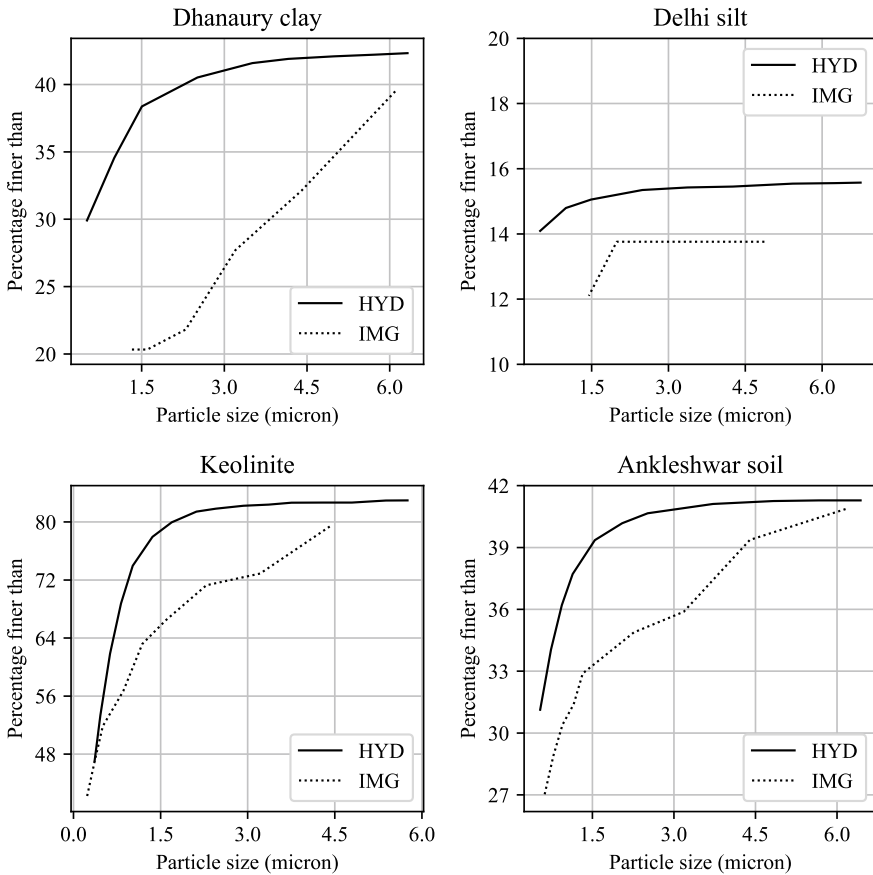 Dhanaury clay
Percentage finer than
40
35
30
25
20
HYD
IMG
1.5 3.0 4.5 6.0
Particle size (micron)
Delhi silt
Percentage finer than
20
18
16
14
12
10
HYD
IMG
1.5 3.0 4.5 6.0
Particle size (micron)
Keolinite
Percentage finer than
80
72
64
56
48
HYD
IMG
0.0 1.5 3.0 4.5 6.0
Particle size (micron)
Ankleshwar soil
Percentage finer than
42
39
36
33
30
27
HYD
IMG
1.5 3.0 4.5 6.0
Particle size (micron)